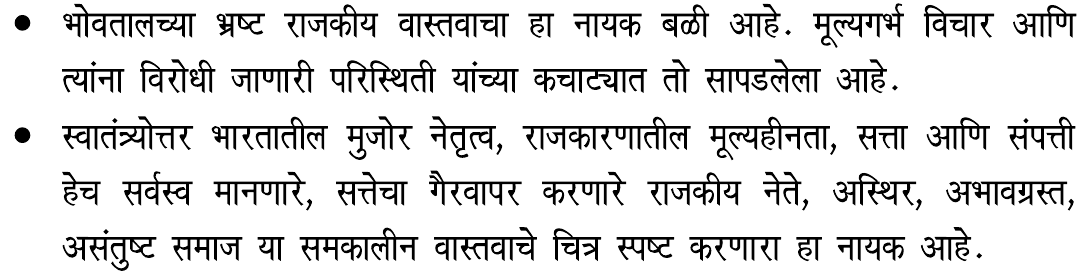 • भोवतालच्या भ्रष्ट राजकीय वास्तवाचा हा नायक बळी आहे. मूल्यगर्भ विचार आणि
त्यांना विरोधी जाणारी परिस्थिती यांच्या कचाट्यात तो सापडलेला आहे.
• स्वातंत्र्योत्तर भारतातील मुजोर नेतृत्व, राजकारणातील मूल्यहीनता, सत्ता आणि संपत्ती
हेच सर्वस्व मानणारे, सत्तेचा गैरवापर करणारे राजकीय नेते, अस्थिर, अभावग्रस्त,
असंतुष्ट समाज या समकालीन वास्तवाचे चित्र स्पष्ट करणारा हा नायक आहे.